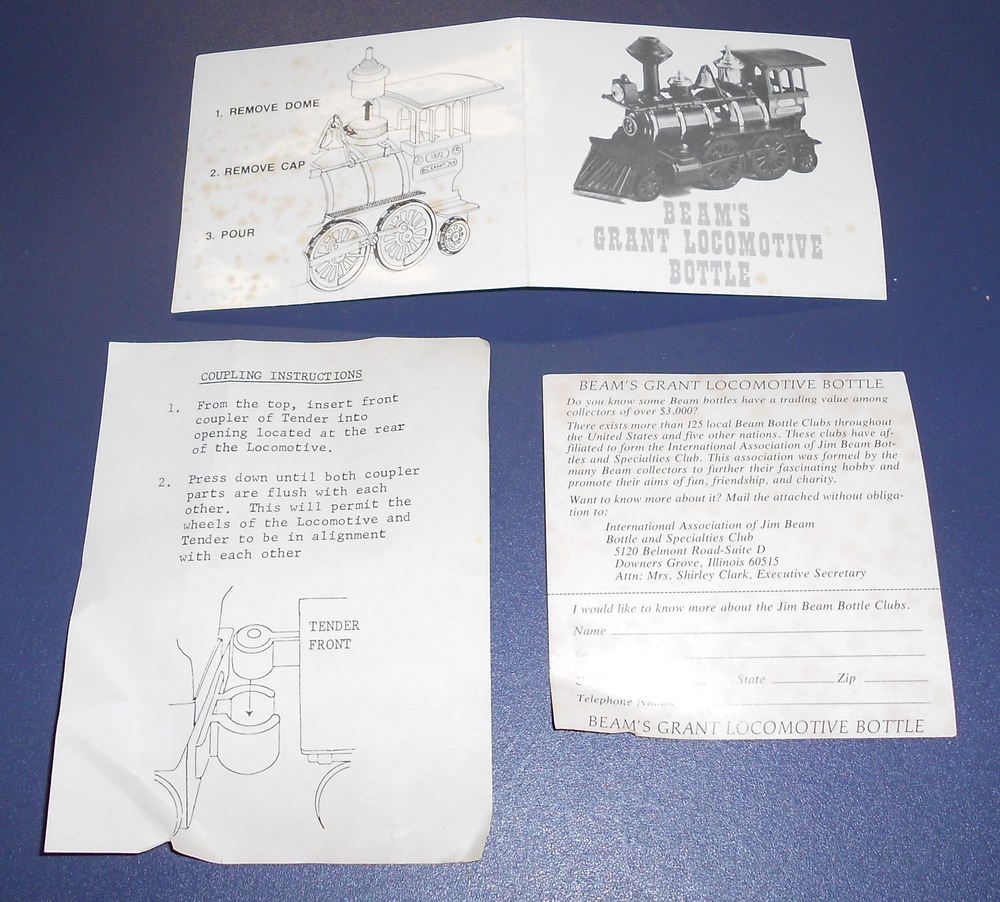 1. REMOVE DOME
2. REMOVE CAP
3. POUR
1872
BEAM'S
GRANT LOCOMOTIVE
BOTTLE
COUPLING INSTRUCTIONS
1. From the top, insert front
coupler of Tender into
opening located at the rear
of the Locomotive.
2. Press down until both coupler
parts are flush with each
other. This will permit the
wheels of the Locomotive and
Tender to be in alignment
with each other
TENDER
FRONT
BEAM'S GRANT LOCOMOTIVE BOTTLE
Do you know some Beam bottles have a trading value among
collectors of over $3,000?
There exists more than 125 local Beam Bottle Clubs throughout
the United States and five other nations. These clubs have af-
filiated to form the International Association of Jim Beam Bot-
tles and Specialties Club. This association was formed by the
many Beam collectors to further their fascinating hobby and
promote their aims of fun, friendship, and charity.
Want to know more about it? Mail the attached without obliga-
tion to:
International Association of Jim Beam
Bottle and Specialties Club
5120 Belmont Road-Suite D
Downers Grove, Illinois 60515
Attn: Mrs. Shirley Clark, Executive Secretary
I would like to know more about the Jim Beam Bottle Clubs.
Name
State Zip
Telephone
BEAM'S GRANT LOCOMOTIVE BOTTLE